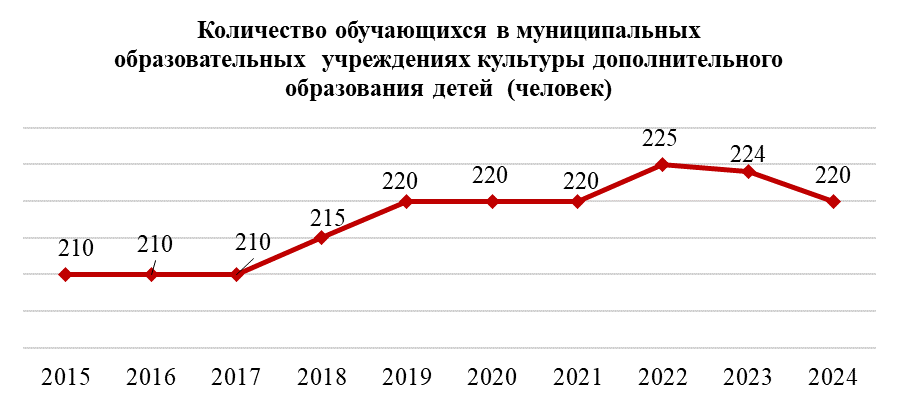 Количество обучающихся в муниципальных
образовательных учреждениях культуры дополнительного
образования детей (человек)
225
224
220 220 220 220
215
210 210 210
2015 2016 2017 2018 2019 2020 2021 2022 2023 2024